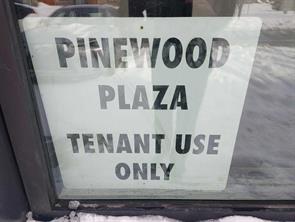 PINEWOOD
PLAZA
TENANT USE
ONLY